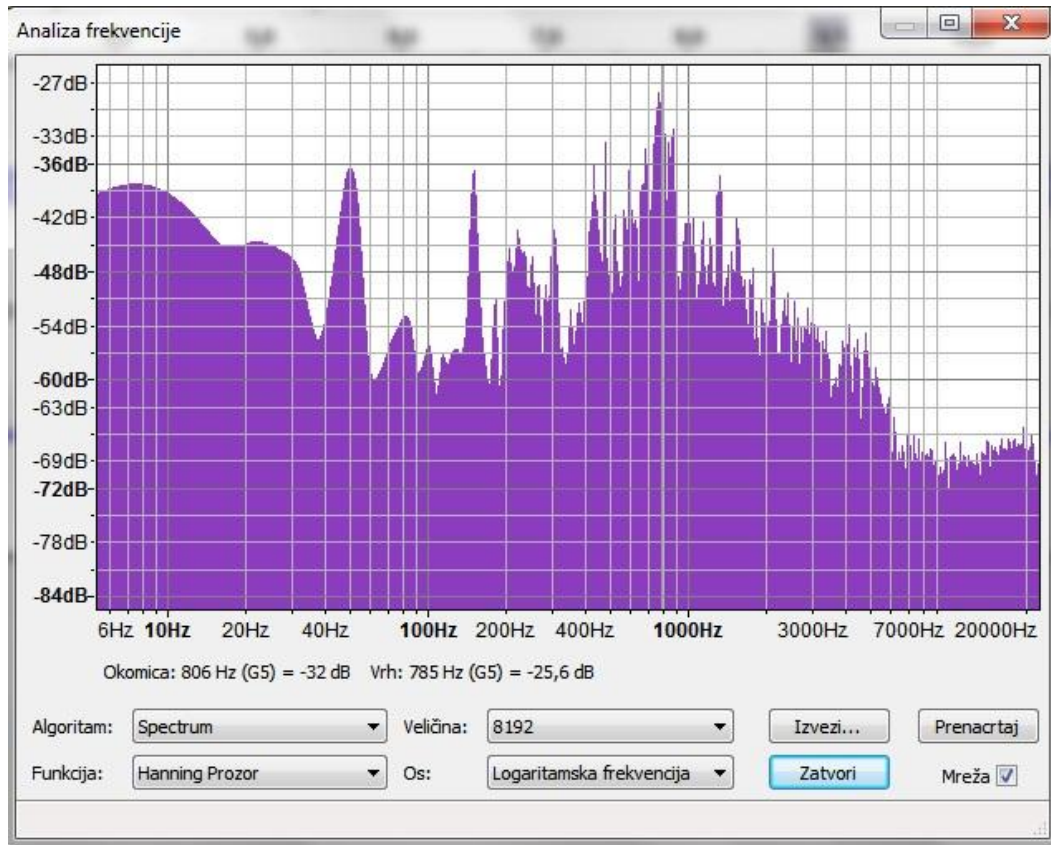 Analiza frekvencije
-27dB
-33dB
-36dB
-42dB
-48dB
-54dB
-60dB
-63dB
-69dB
-72dB
-78dB
-84dB
6Hz 10Hz 20Hz 40Hz 100Hz 200Hz 400Hz 1000Hz 3000Hz 7000Hz 20000Hz
Okomica: 806 Hz (G5) = -32 dB Vrh: 785 Hz (G5) = -25,6 dB
Algoritam: Spectrum Veličina: 8192 Izvezi... Prenacrtaj
Funkcija: Hanning Prozor Os: Logaritamska frekvencija Zatvori Mreža